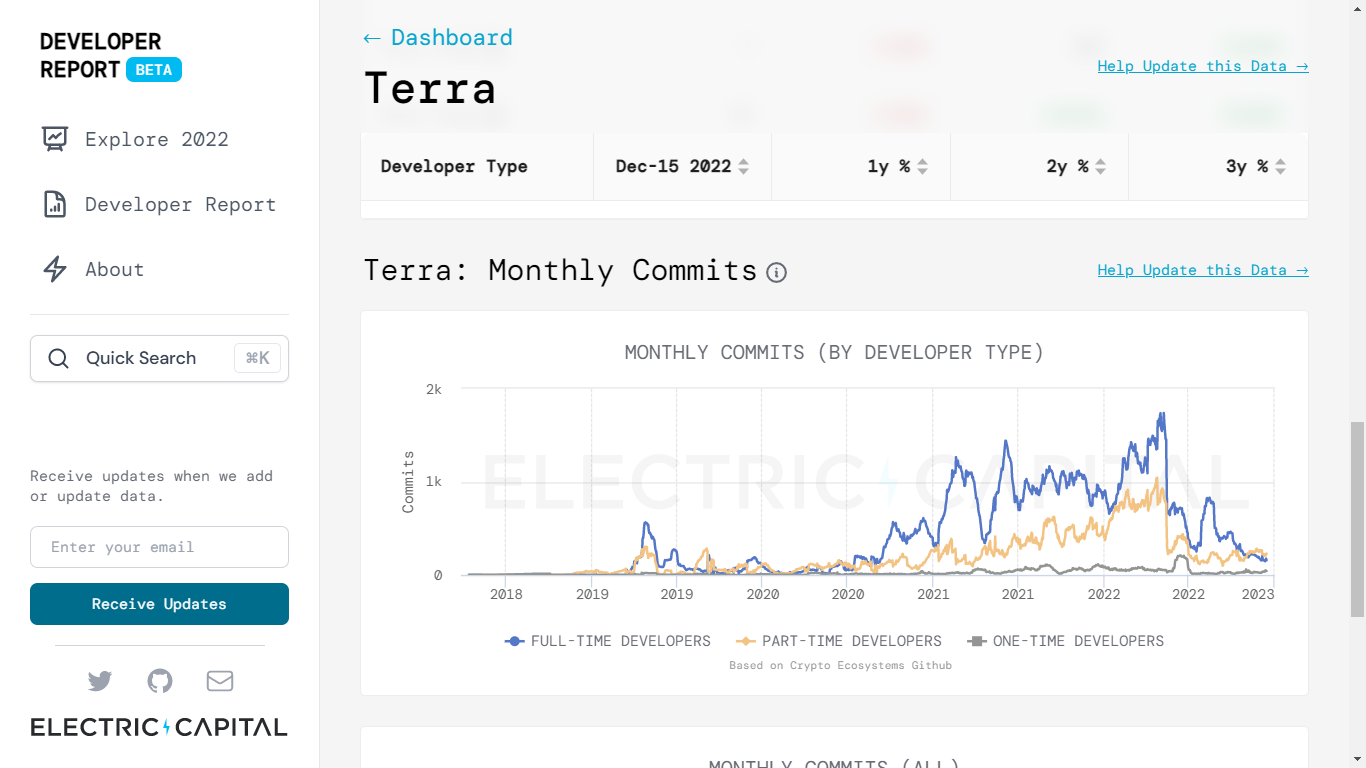 DEVELOPER
REPORT BETA
Explore 2022
Developer Report
About
Quick Search ⌘K
Receive updates when we add
or update data.
Enter your email
Receive Updates
ELECTRIC CAPITAL
← Dashboard
Terra
Help Update this Data →
Developer Type Dec-15 2022 1y % 2y % 3y %
Terra: Monthly Commits
Help Update this Data →
MONTHLY COMMITS (BY DEVELOPER TYPE)
2k
1k
0
Commits
ELECTRIC CAPITAL
2018 2019 2019 2020 2020 2021 2021 2022 2022 2023
FULL-TIME DEVELOPERS PART-TIME DEVELOPERS ONE-TIME DEVELOPERS
Based on Crypto Ecosystems Github
MONTHLY COMMITS (ALL)